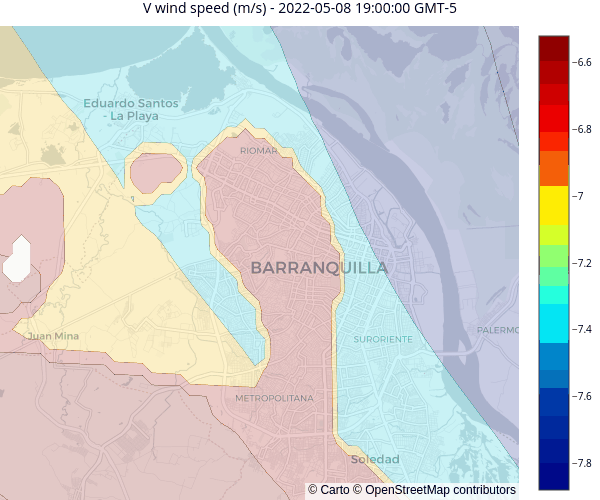 V wind speed (m/s) - 2022-05-08 19:00:00 GMT-5
−6.6
Eduardo Santos
- La Playa
−6.8
RIOMAR
−7
−7.2
BARRANQUILLA
−7.4
PALERMO
Juan Mina
SURORIENTE
−7.6
METROPOLITANA
Soledad
−7.8
© Carto © OpenStreetMap contributors